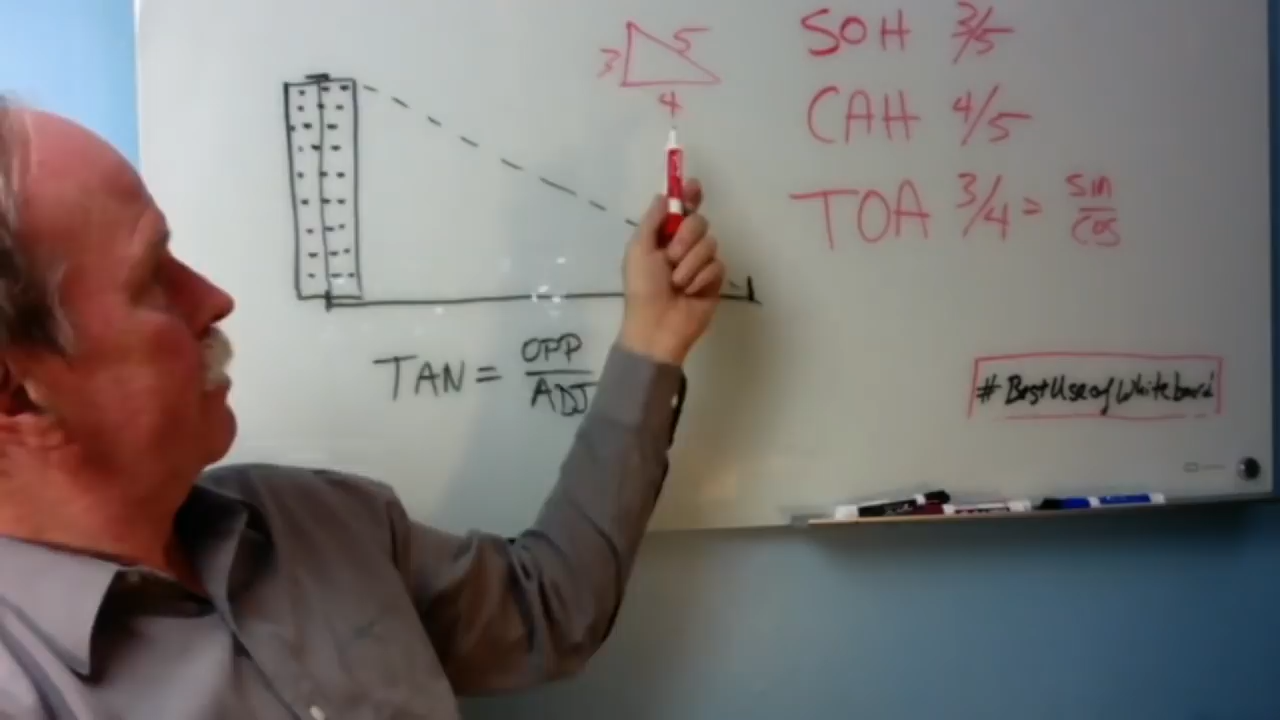 3 5
4
SOH 3/5
CAH 4/5
TOA 3/4 = sin/cos
TAN = OPP/ADJ
#BestUseofWhiteboard